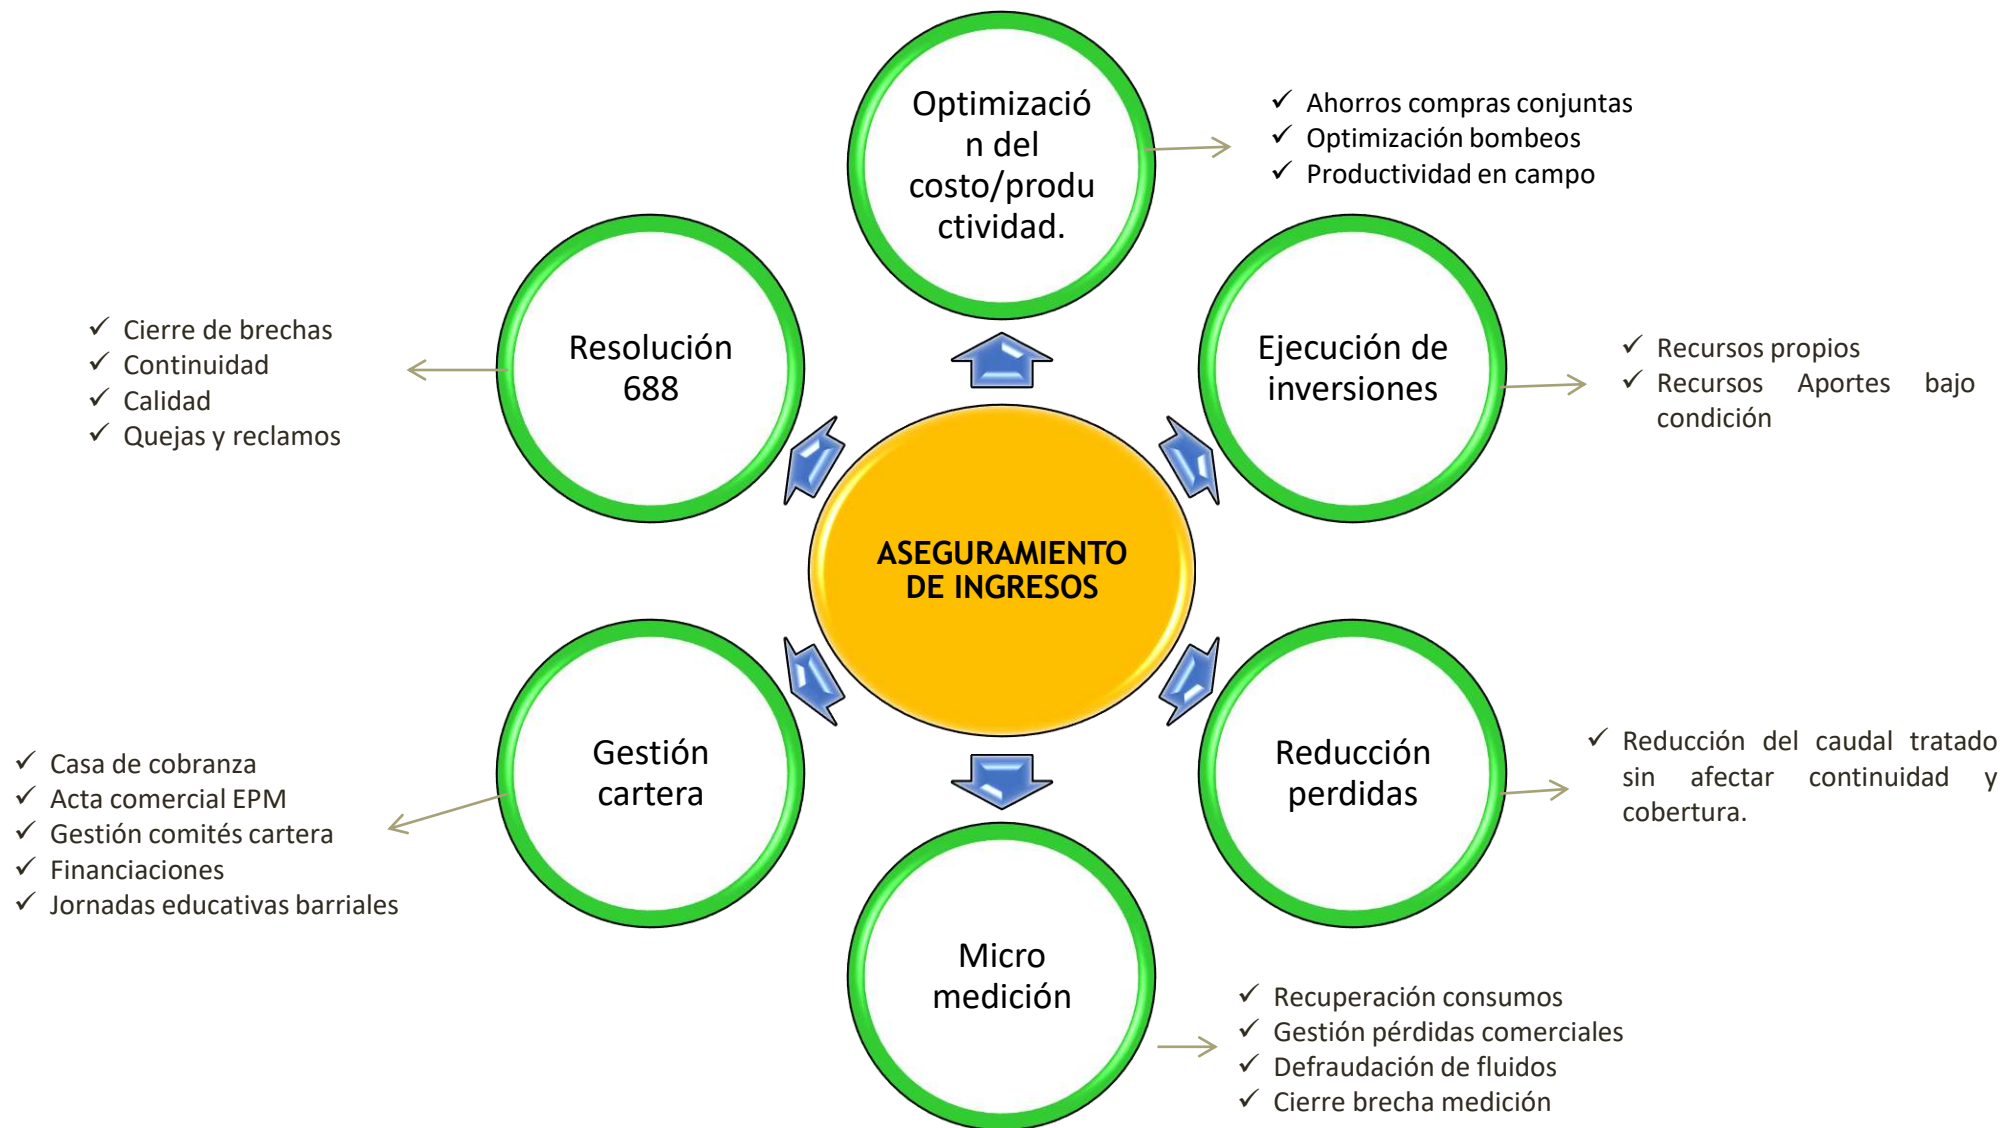 Optimizació
n del
costo/produ
ctividad.
✓ Ahorros compras conjuntas
✓ Optimización bombeos
✓ Productividad en campo
Resolución
688
✓ Cierre de brechas
✓ Continuidad
✓ Calidad
✓ Quejas y reclamos
Ejecución de
inversiones
✓ Recursos propios
✓ Recursos Aportes bajo
condición
ASEGURAMIENTO
DE INGRESOS
Gestión
cartera
✓ Casa de cobranza
✓ Acta comercial EPM
✓ Gestión comités cartera
✓ Financiaciones
✓ Jornadas educativas barriales
Reducción
perdidas
✓ Reducción del caudal tratado
sin afectar continuidad y
cobertura.
Micro
medición
✓ Recuperación consumos
✓ Gestión pérdidas comerciales
✓ Defraudación de fluidos
✓ Cierre brecha medición